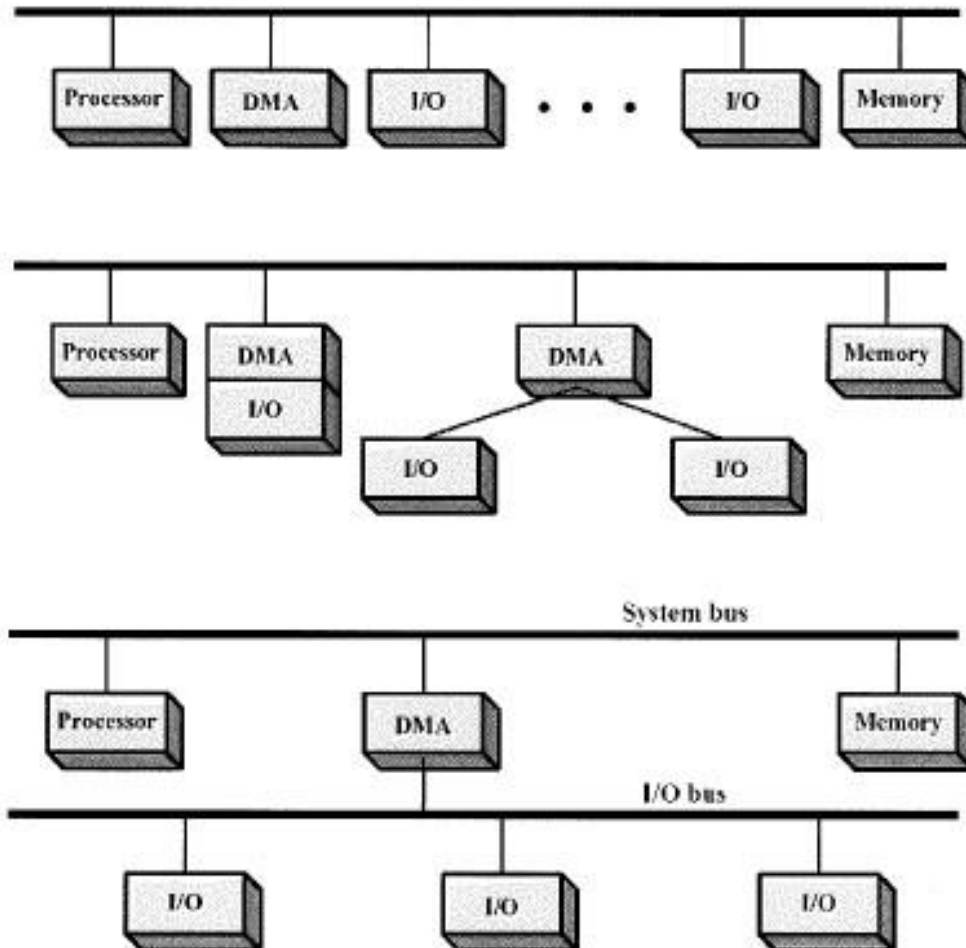 Processor DMA I/O I/O Memory
Processor DMA DMA Memory
I/O
I/O I/O
System bus
Processor DMA Memory
I/O bus
I/O I/O I/O